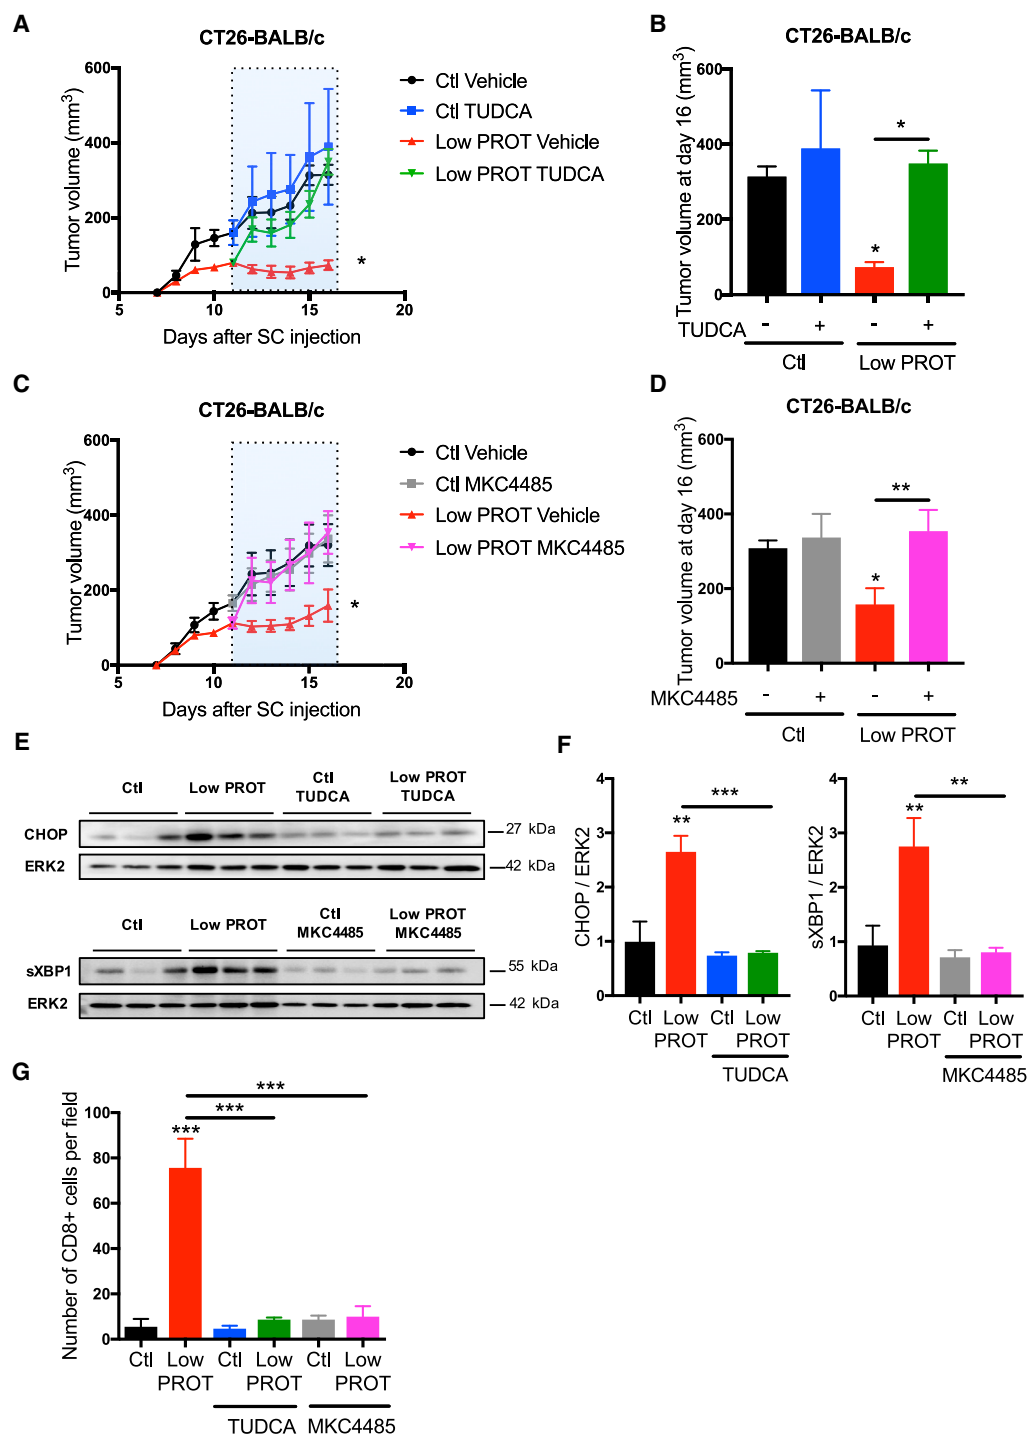 A
CT26-BALB/c
Tumor volume (mm3)
600
400
200
0
5 10 15 20
Days after SC injection
Ctl Vehicle
Ctl TUDCA
Low PROT Vehicle
Low PROT TUDCA
*
B
CT26-BALB/c
Tumor volume at day 16 (mm3)
600
400
200
0
*
*
TUDCA - + - +
Ctl Low PROT
C
CT26-BALB/c
Tumor volume (mm3)
600
400
200
0
5 10 15 20
Days after SC injection
Ctl Vehicle
Ctl MKC4485
Low PROT Vehicle
Low PROT MKC4485
*
D
CT26-BALB/c
Tumor volume at day 16 (mm3)
600
400
200
0
**
*
MKC4485 - + - +
Ctl Low PROT
E
Ctl Low PROT Ctl TUDCA Low PROT TUDCA
CHOP 27 kDa
ERK2 42 kDa
Ctl Low PROT Ctl MKC4485 Low PROT MKC4485
sXBP1 55 kDa
ERK2 42 kDa
F
CHOP / ERK2
4
3
2
1
0
***
**
Ctl Low PROT Ctl Low PROT
TUDCA
sXBP1 / ERK2
4
3
2
1
0
**
**
Ctl Low PROT Ctl Low PROT
MKC4485
G
Number of CD8+ cells per field
100
80
60
40
20
0
***
***
***
Ctl Low PROT Ctl Low PROT Ctl Low PROT
TUDCA MKC4485